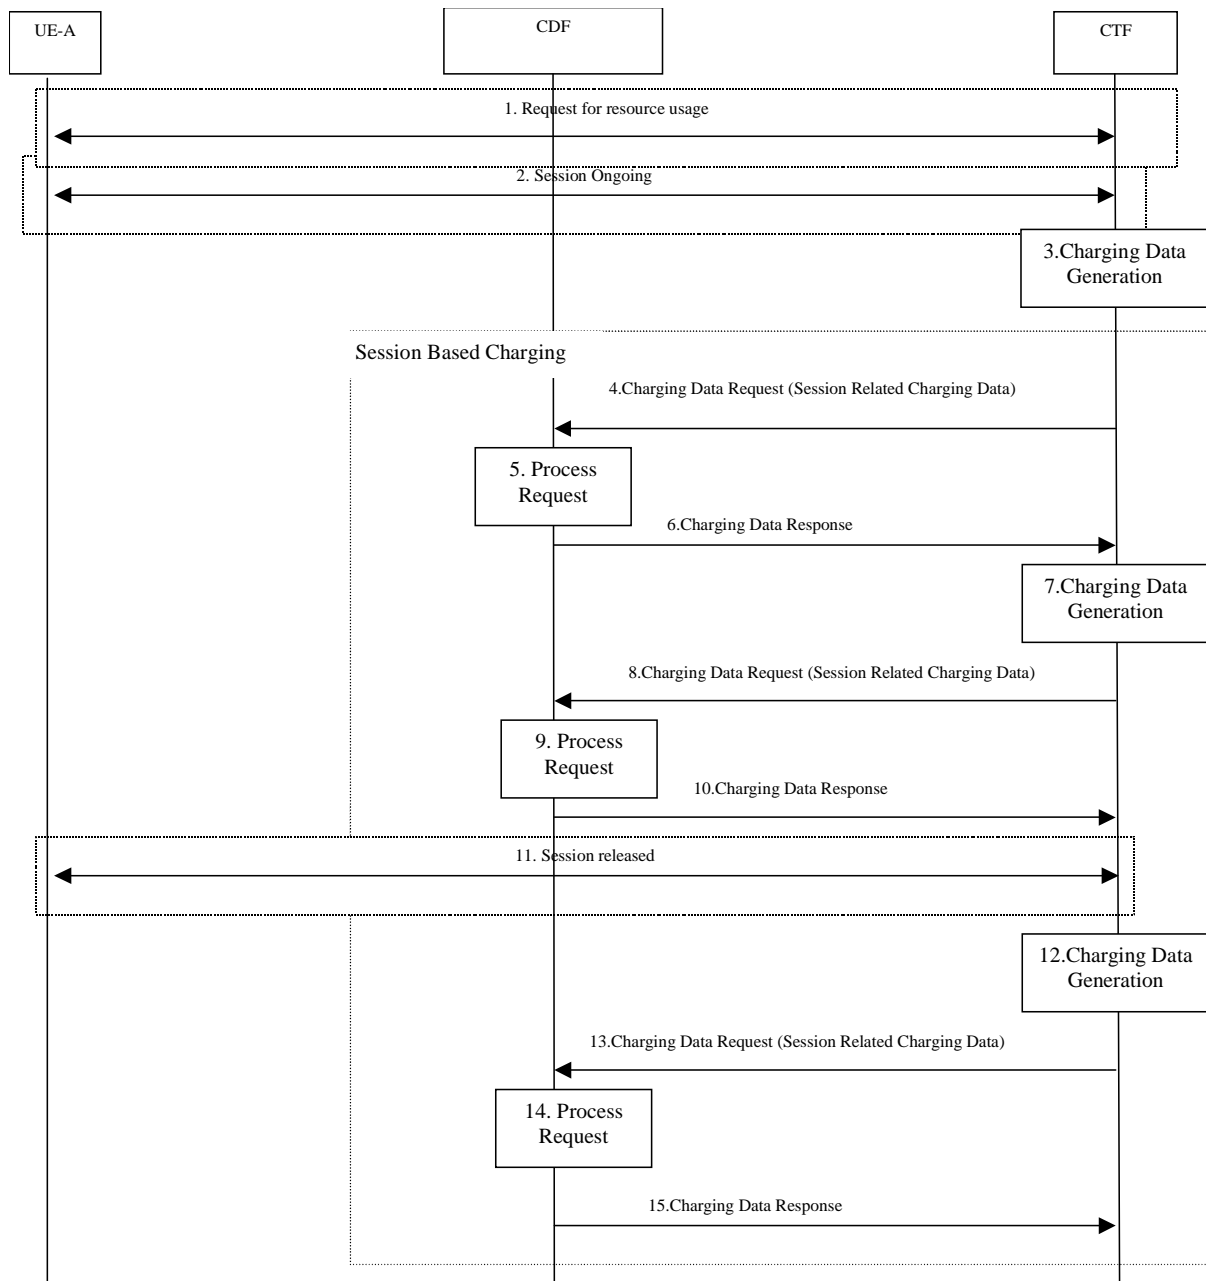 UE-A
CDF
CTF
1. Request for resource usage
2. Session Ongoing
3.Charging Data
Generation
Session Based Charging
4.Charging Data Request (Session Related Charging Data)
5. Process
Request
6.Charging Data Response
7.Charging Data
Generation
8.Charging Data Request (Session Related Charging Data)
9. Process
Request
10.Charging Data Response
11. Session released
12.Charging Data
Generation
13.Charging Data Request (Session Related Charging Data)
14. Process
Request
15.Charging Data Response